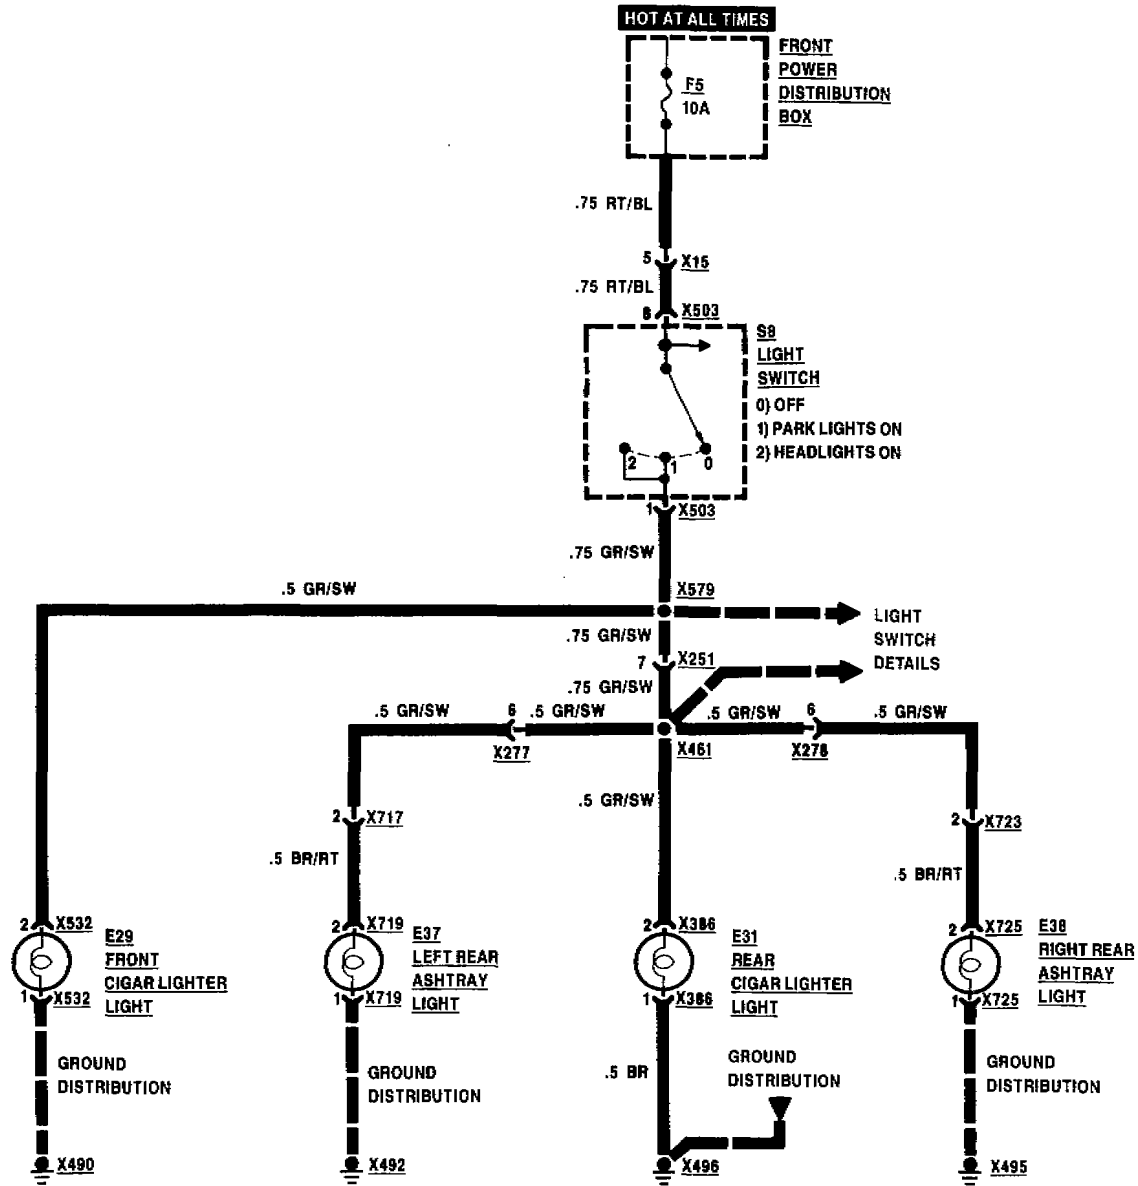 HOT AT ALL TIMES
FRONT
POWER
DISTRIBUTION
BOX
F5
10A
.75 RT/BL
5 X15
.75 RT/BL
8 X503
S8
LIGHT
SWITCH
0) OFF
1) PARK LIGHTS ON
2) HEADLIGHTS ON
2 1 0
1 X503
.75 GR/SW
.5 GR/SW
X579
LIGHT
SWITCH
DETAILS
.75 GR/SW
7 X251
.75 GR/SW
.5 GR/SW 6 .5 GR/SW .5 GR/SW 6 .5 GR/SW
X277 X461 X278
.5 GR/SW
2 X717 2 X723
.5 BR/RT .5 BR/RT
2 X532 2 X719 2 X386 2 X725
E29
FRONT
CIGAR LIGHTER
LIGHT
E37
LEFT REAR
ASHTRAY
LIGHT
E31
REAR
CIGAR LIGHTER
LIGHT
E38
RIGHT REAR
ASHTRAY
LIGHT
1 X532 1 X719 1 X386 1 X725
GROUND
DISTRIBUTION
GROUND
DISTRIBUTION
.5 BR
GROUND
DISTRIBUTION
GROUND
DISTRIBUTION
X490 X492 X496 X495